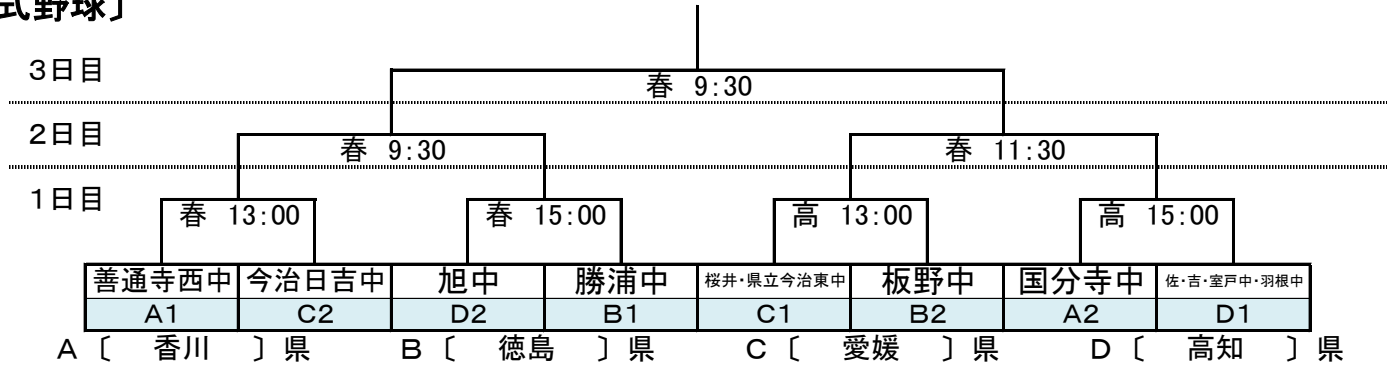 式野球〕
3日目
春 9:30
2日目
春 9:30 春 11:30
1日目
春 13:00 春 15:00 高 13:00 高 15:00
善通寺西中 今治日吉中 旭中 勝浦中 桜井・県立今治東中 板野中 国分寺中 佐・吉・室戸中・羽根中
A1 C2 D2 B1 C1 B2 A2 D1
A〔 香川 〕県 B〔 徳島 〕県 C〔 愛媛 〕県 D〔 高知 〕県